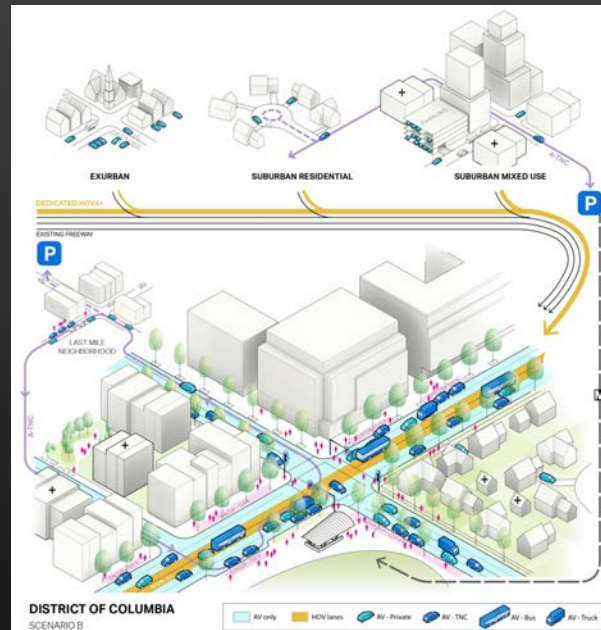 PARKING
A-TNC
EXURBAN
SUBURBAN RESIDENTIAL
SUBURBAN MIXED USE
DEDICATED HOV4+
P
EXISTING FREEWAY
P
LAST MILE
NEIGHBORHOOD
A-TNC
DISTRICT OF COLUMBIA
SCENARIO B
AV only
HOV lanes
AV - Private
AV - TNC
AV - Bus
AV - Truck